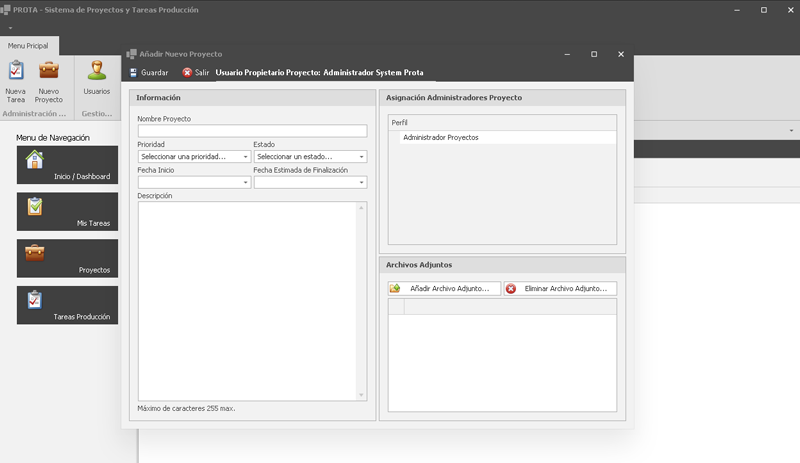 PROTA - Sistema de Proyectos y Tareas Producción
Menu Pricipal
Nueva Tarea
Nuevo Proyecto
Usuarios
Administración ...
Gestio...
Menu de Navegación
Inicio / Dashboard
Mis Tareas
Proyectos
Tareas Producción
Añadir Nuevo Proyecto
Guardar
Salir
Usuario Propietario Proyecto: Administrador System Prota
Información
Nombre Proyecto
Prioridad
Estado
Seleccionar una prioridad...
Seleccionar un estado...
Fecha Inicio
Fecha Estimada de Finalización
Descripción
Máximo de caracteres 255 max.
Asignación Administradores Proyecto
Perfil
Administrador Proyectos
Archivos Adjuntos
Añadir Archivo Adjunto...
Eliminar Archivo Adjunto...